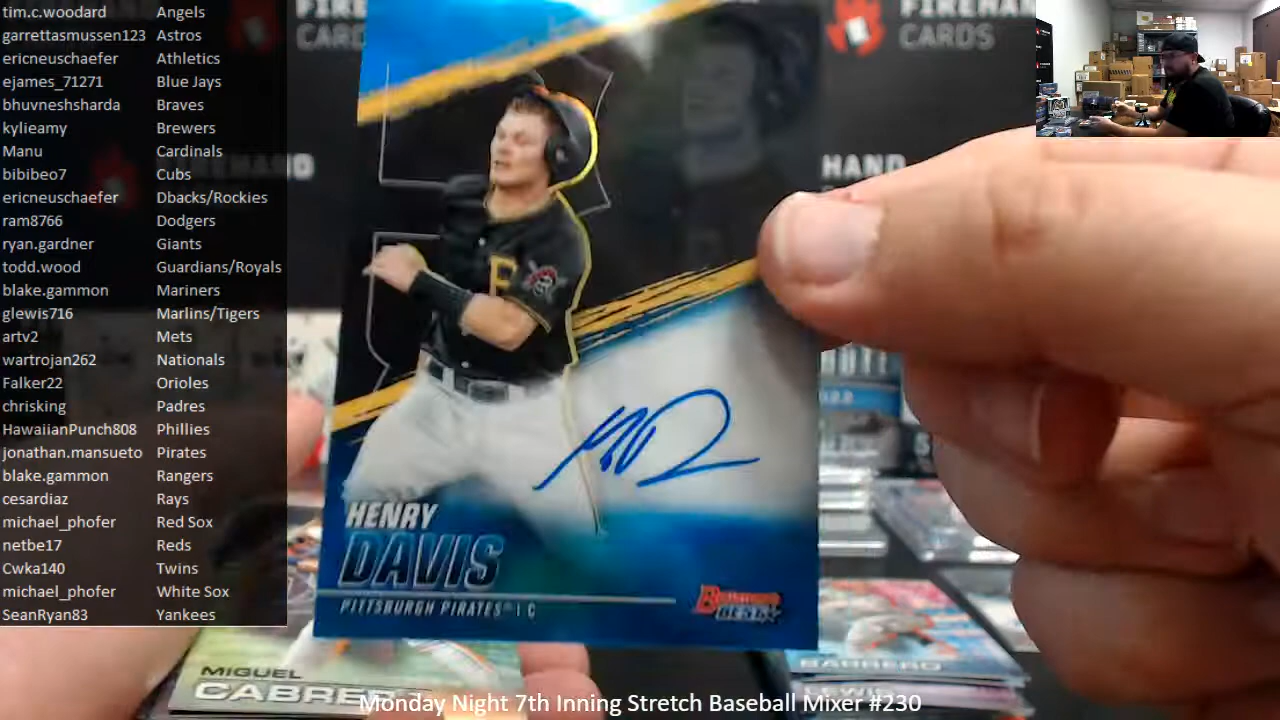 tim.c.woodard Angels
garrettasmussen123 Astros
ericneuschaefer Athletics
ejames_71271 Blue Jays
bhuvneshsharda Braves
kylieamy Brewers
Manu Cardinals
bibibeo7 Cubs
ericneuschaefer Dbacks/Rockies
ram8766 Dodgers
ryan.gardner Giants
todd.wood Guardians/Royals
blake.gammon Mariners
glewis716 Marlins/Tigers
artv2 Mets
wartrojan262 Nationals
Falker22 Orioles
chrisking Padres
HawaiianPunch808 Phillies
jonathan.mansueto Pirates
blake.gammon Rangers
cesardiaz Rays
michael_phofer Red Sox
netbe17 Reds
Cwka140 Twins
michael_phofer White Sox
SeanRyan83 Yankees
FIREHAN
CARDS
HAND
P
HENRY
DAVIS
PITTSBURGH PIRATES | C
BOWMAN'S
BEST
MIGUEL
CABRER
BARRERO
Monday Night 7th Inning Stretch Baseball Mixer #230